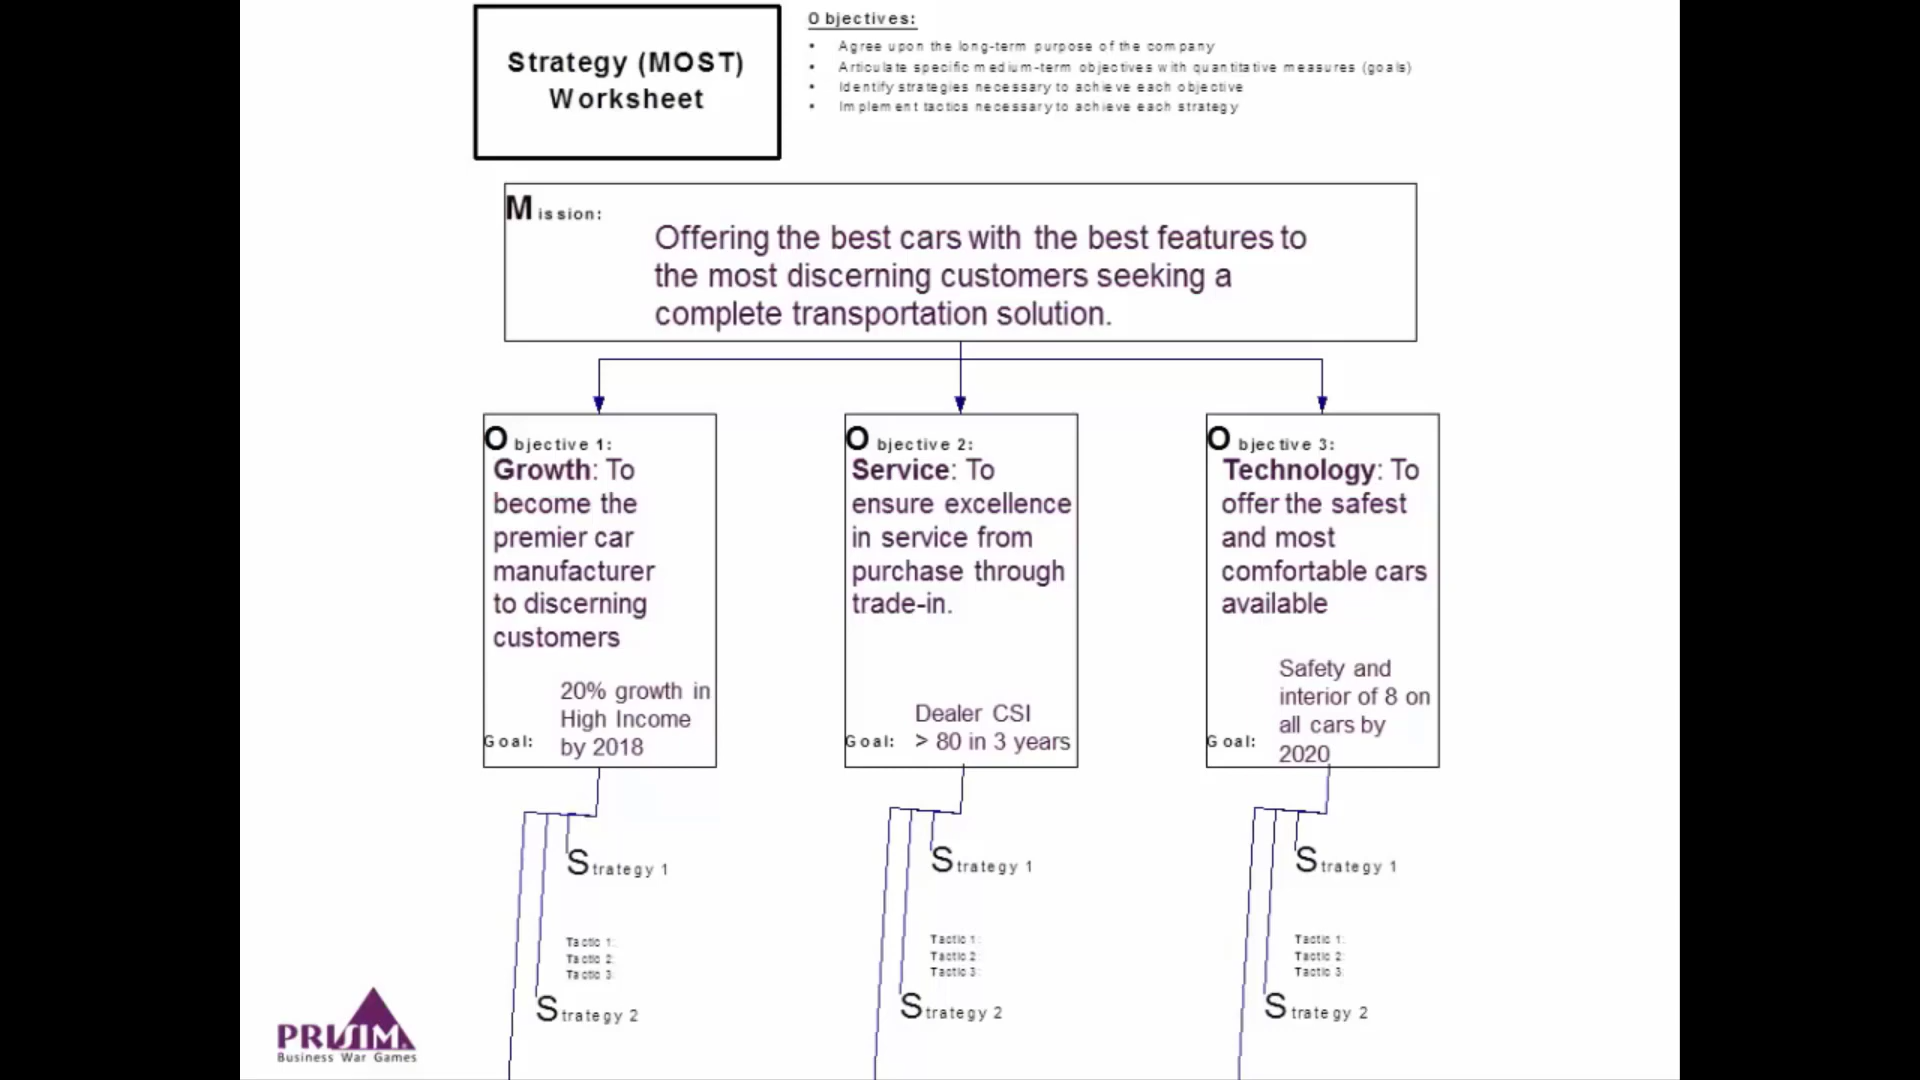 Strategy (MOST)
Worksheet
Objectives:
• Agree upon the long-term purpose of the company
• Articulate specific medium-term objectives with quantitative measures (goals)
• Identify strategies necessary to achieve each objective
• Implement tactics necessary to achieve each strategy
Mission:
Offering the best cars with the best features to
the most discerning customers seeking a
complete transportation solution.
Objective 1:
Growth: To
become the
premier car
manufacturer
to discerning
customers
20% growth in
High Income
Goal: by 2018
Objective 2:
Service: To
ensure excellence
in service from
purchase through
trade-in.
Dealer CSI
Goal: > 80 in 3 years
Objective 3:
Technology: To
offer the safest
and most
comfortable cars
available
Safety and
interior of 8 on
all cars by
Goal: 2020
Strategy 1
Tactic 1:
Tactic 2:
Tactic 3:
Strategy 2
Strategy 1
Tactic 1:
Tactic 2:
Tactic 3:
Strategy 2
Strategy 1
Tactic 1:
Tactic 2:
Tactic 3:
Strategy 2
PRISIM
Business War Games